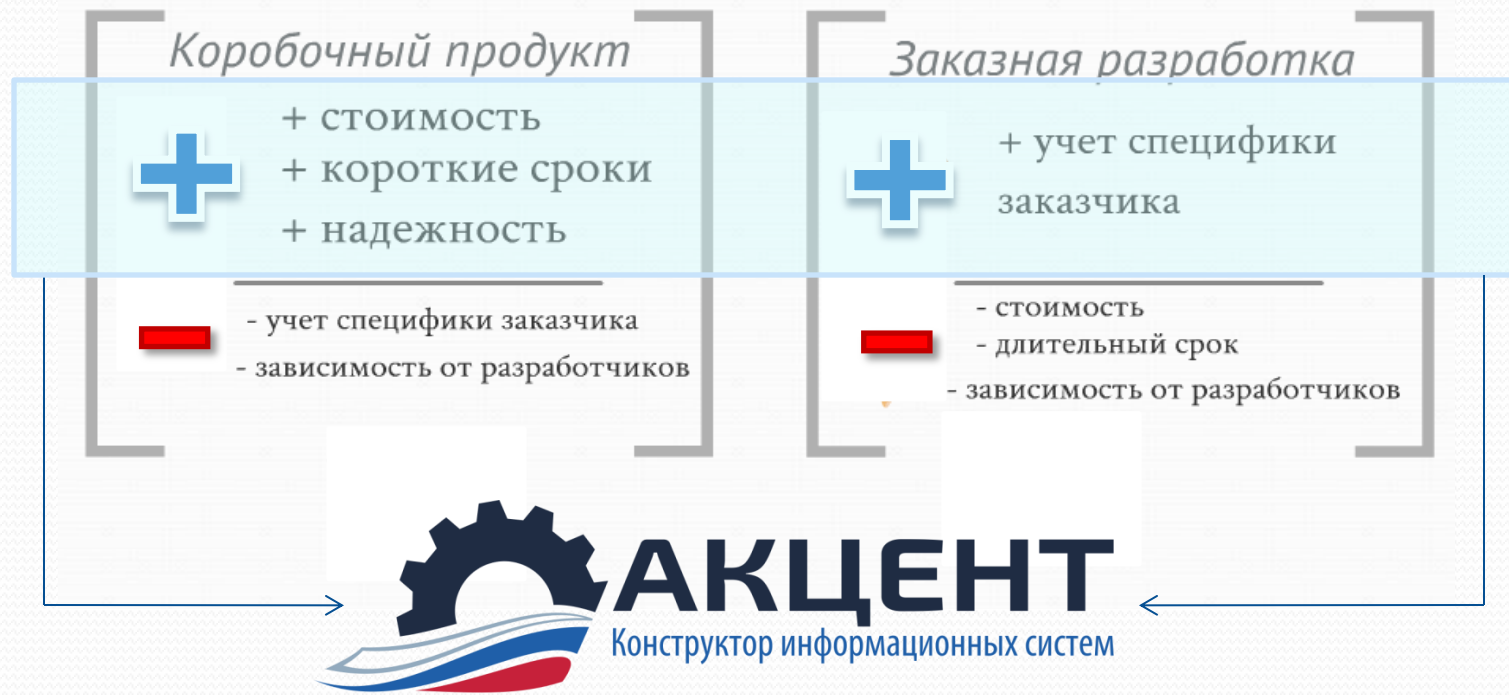 Коробочный продукт
+ стоимость
+ короткие сроки
+ надежность
- учет специфики заказчика
- зависимость от разработчиков
Заказная разработка
+ учет специфики
заказчика
- стоимость
- длительный срок
- зависимость от разработчиков
АКЦЕНТ
Конструктор информационных систем